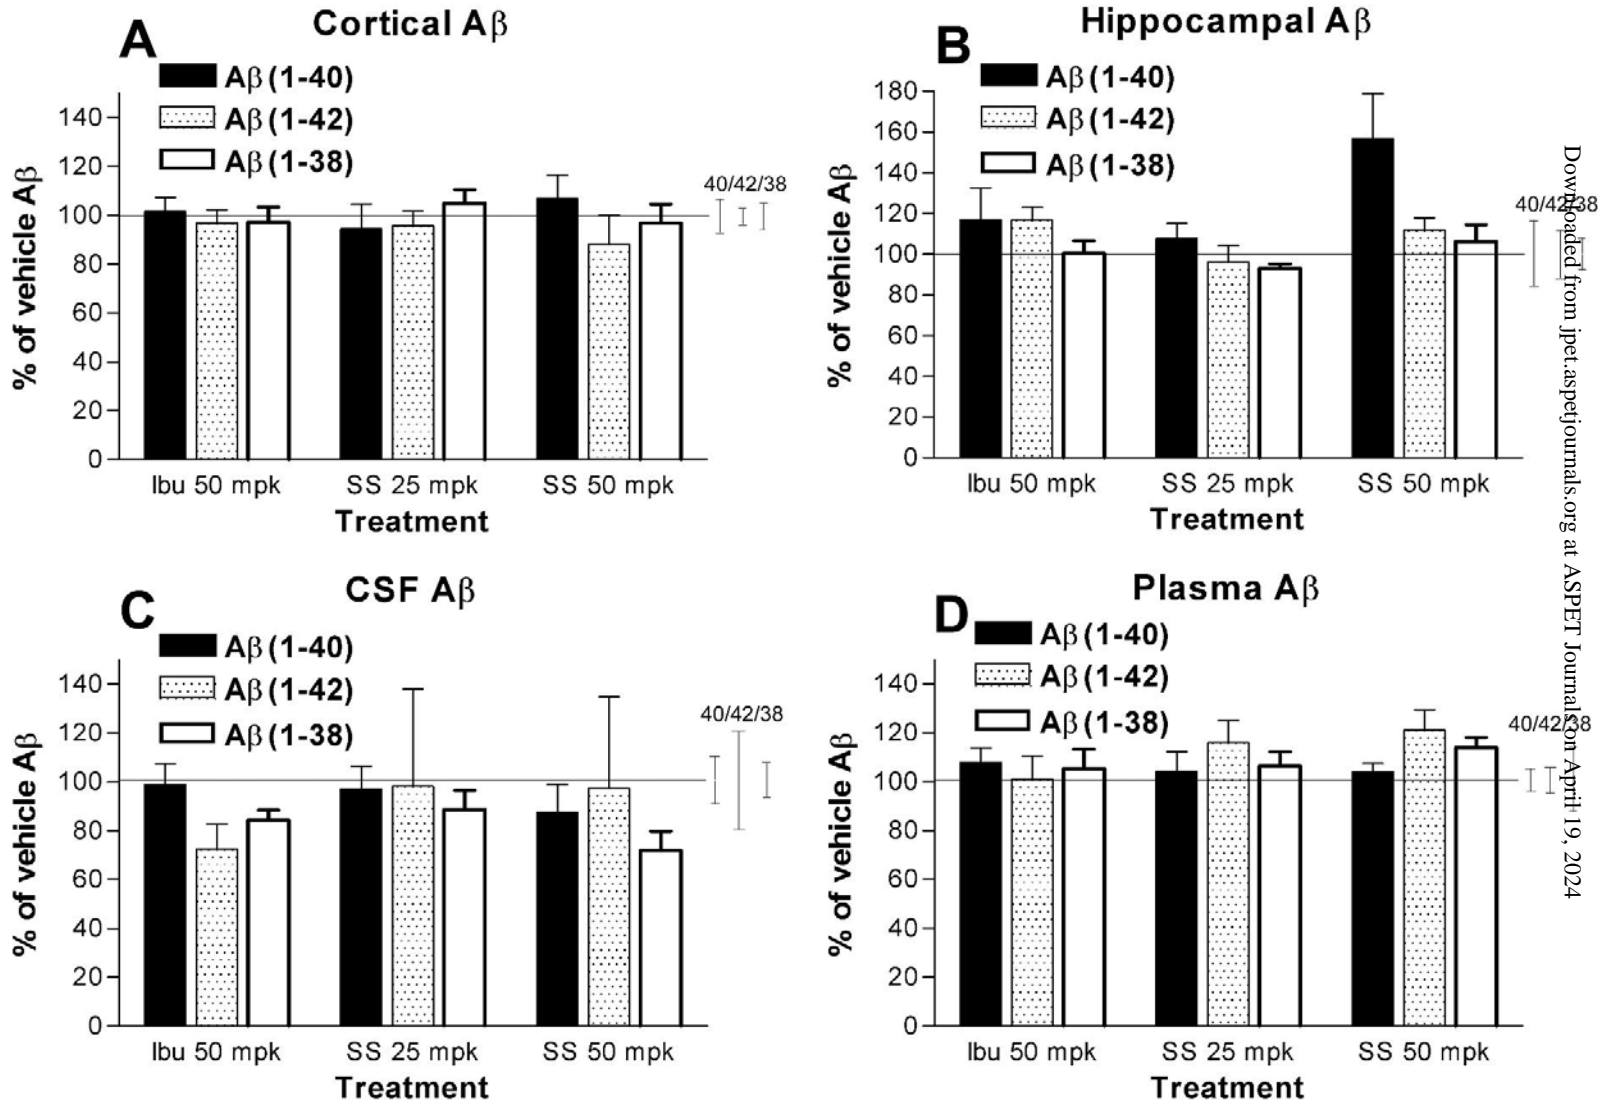 A
Cortical Aβ
Aβ (1-40)
Aβ (1-42)
Aβ (1-38)
% of vehicle Aβ
140
120
100
80
60
40
20
0
40/42/38
Ibu 50 mpk
SS 25 mpk
SS 50 mpk
Treatment
B
Hippocampal Aβ
Aβ (1-40)
Aβ (1-42)
Aβ (1-38)
% of vehicle Aβ
180
160
140
120
100
80
60
40
20
0
40/42/38
Ibu 50 mpk
SS 25 mpk
SS 50 mpk
Treatment
C
CSF Aβ
Aβ (1-40)
Aβ (1-42)
Aβ (1-38)
% of vehicle Aβ
140
120
100
80
60
40
20
0
40/42/38
Ibu 50 mpk
SS 25 mpk
SS 50 mpk
Treatment
D
Plasma Aβ
Aβ (1-40)
Aβ (1-42)
Aβ (1-38)
% of vehicle Aβ
140
120
100
80
60
40
20
0
40/42/38
Ibu 50 mpk
SS 25 mpk
SS 50 mpk
Treatment
Downloaded from jpet.aspetjournals.org at ASPET Journals on April 19, 2024